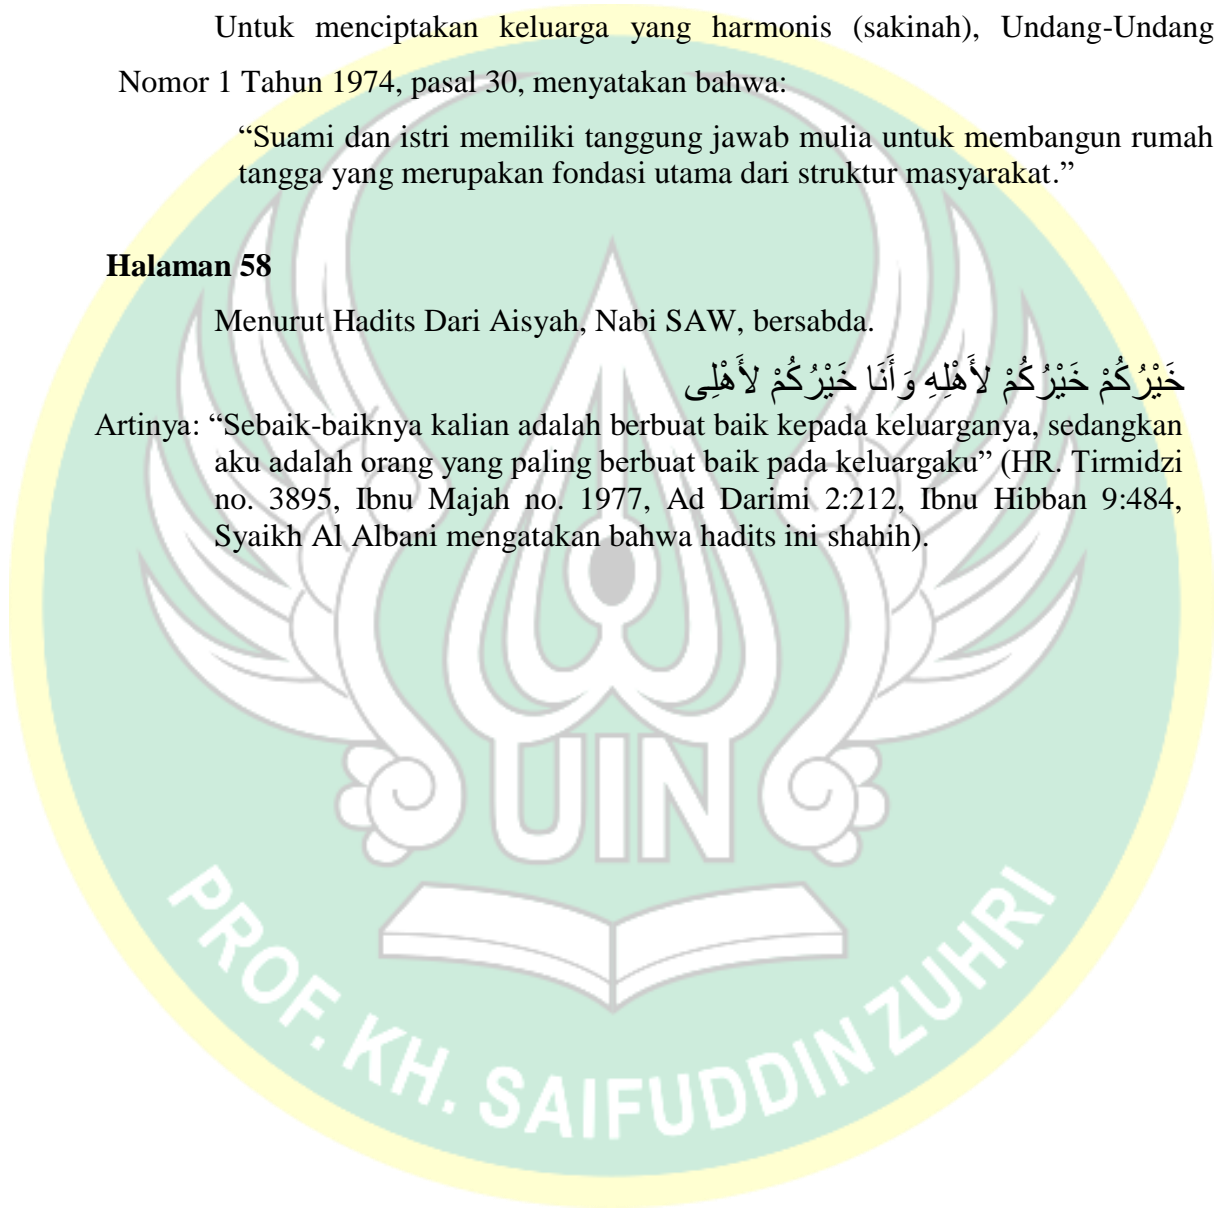 Untuk menciptakan keluarga yang harmonis (sakinah), Undang-Undang
Nomor 1 Tahun 1974, pasal 30, menyatakan bahwa:
“Suami dan istri memiliki tanggung jawab mulia untuk membangun rumah
tangga yang merupakan fondasi utama dari struktur masyarakat.”
Halaman 58
Menurut Hadits Dari Aisyah, Nabi SAW, bersabda.
خَيْرُكُمْ خَيْرُكُمْ لأَهْلِهِ وَأَنَا خَيْرُكُمْ لأَهْلِى
Artinya: “Sebaik-baiknya kalian adalah berbuat baik kepada keluarganya, sedangkan
aku adalah orang yang paling berbuat baik pada keluargaku” (HR. Tirmidzi
no. 3895, Ibnu Majah no. 1977, Ad Darimi 2:212, Ibnu Hibban 9:484,
Syaikh Al Albani mengatakan bahwa hadits ini shahih).
UIN
PROF. KH. SAIFUDDIN ZUHRI